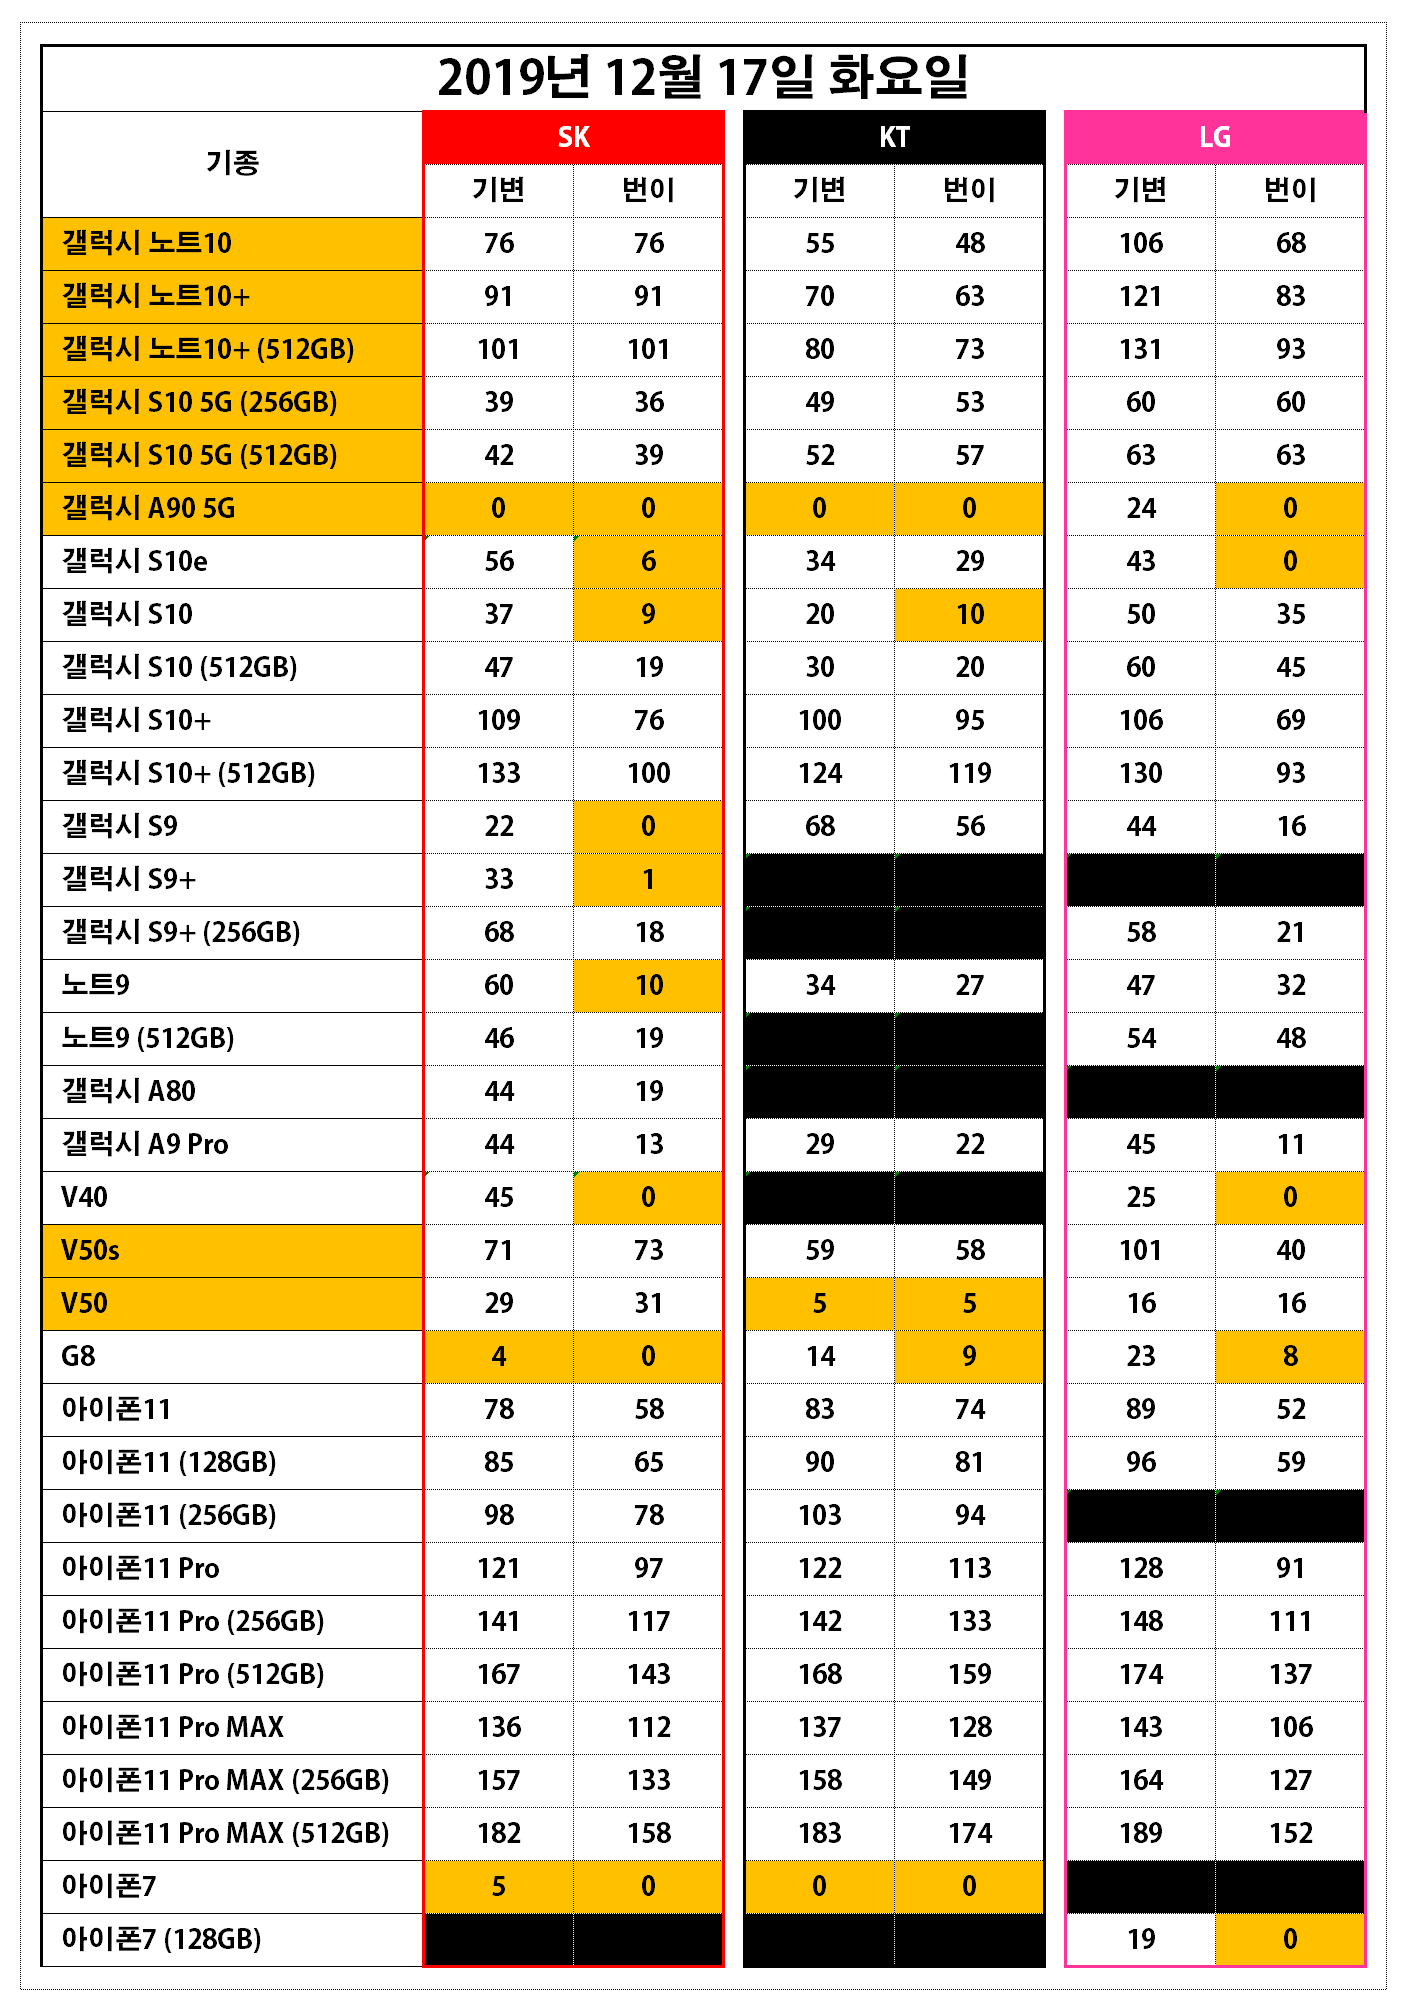 2019년 12월 17일 화요일
기종 SK KT LG
기변 번이 기변 번이 기변 번이
갤럭시 노트10 76 76 55 48 106 68
갤럭시 노트10+ 91 91 70 63 121 83
갤럭시 노트10+ (512GB) 101 101 80 73 131 93
갤럭시 S10 5G (256GB) 39 36 49 53 60 60
갤럭시 S10 5G (512GB) 42 39 52 57 63 63
갤럭시 A90 5G 0 0 0 0 24 0
갤럭시 S10e 56 6 34 29 43 0
갤럭시 S10 37 9 20 10 50 35
갤럭시 S10 (512GB) 47 19 30 20 60 45
갤럭시 S10+ 109 76 100 95 106 69
갤럭시 S10+ (512GB) 133 100 124 119 130 93
갤럭시 S9 22 0 68 56 44 16
갤럭시 S9+ 33 1
갤럭시 S9+ (256GB) 68 18 58 21
노트9 60 10 34 27 47 32
노트9 (512GB) 46 19 54 48
갤럭시 A80 44 19
갤럭시 A9 Pro 44 13 29 22 45 11
V40 45 0 25 0
V50s 71 73 59 58 101 40
V50 29 31 5 5 16 16
G8 4 0 14 9 23 8
아이폰11 78 58 83 74 89 52
아이폰11 (128GB) 85 65 90 81 96 59
아이폰11 (256GB) 98 78 103 94
아이폰11 Pro 121 97 122 113 128 91
아이폰11 Pro (256GB) 141 117 142 133 148 111
아이폰11 Pro (512GB) 167 143 168 159 174 137
아이폰11 Pro MAX 136 112 137 128 143 106
아이폰11 Pro MAX (256GB) 157 133 158 149 164 127
아이폰11 Pro MAX (512GB) 182 158 183 174 189 152
아이폰7 5 0 0 0
아이폰7 (128GB) 19 0